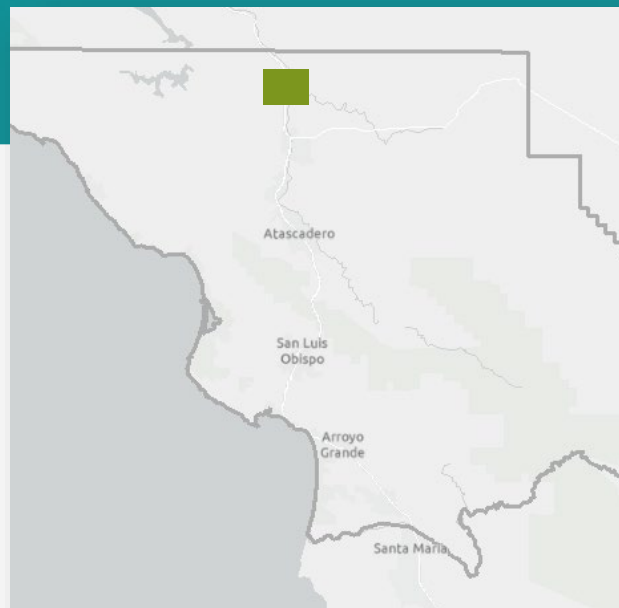 Atascadero
San Luis
Obispo
Arroyo
Grande
Santa Maria